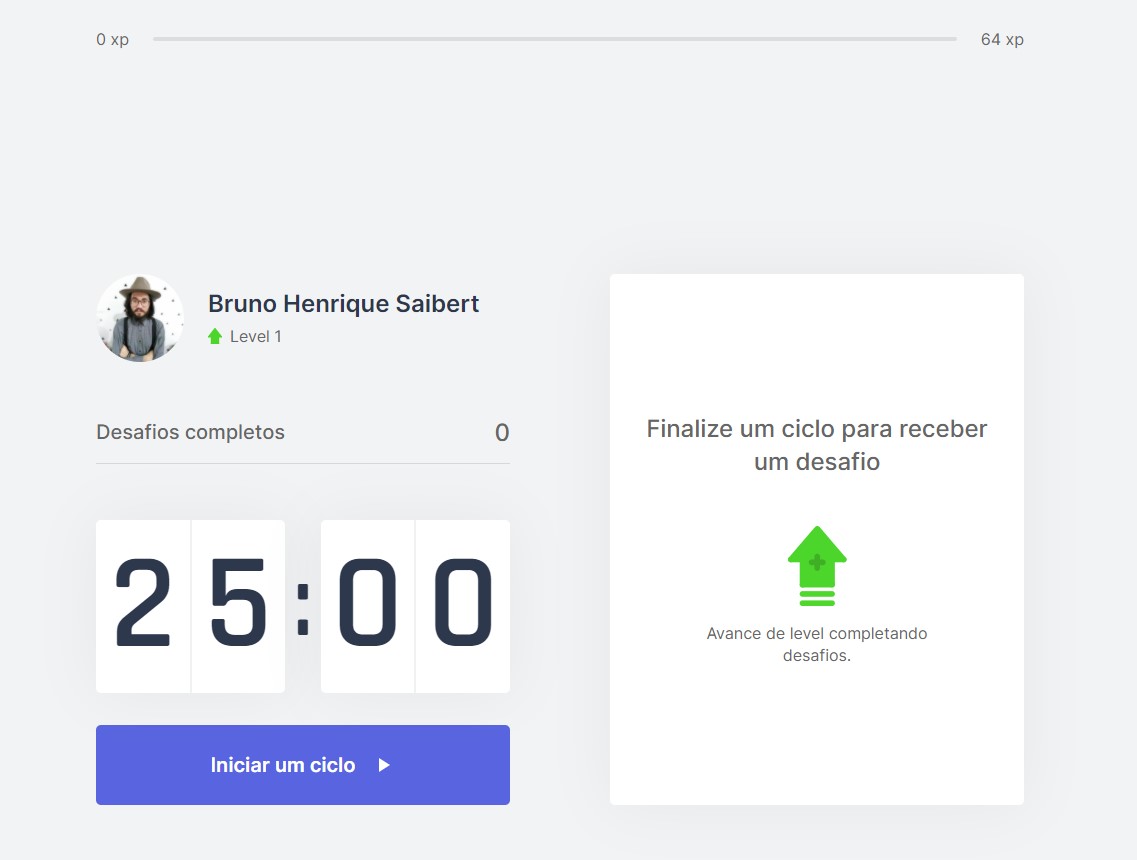 0 xp
64 xp
Bruno Henrique Saibert
Level 1
Desafios completos
0
25:00
Iniciar um ciclo
Finalize um ciclo para receber
um desafio
Avance de level completando
desafios.